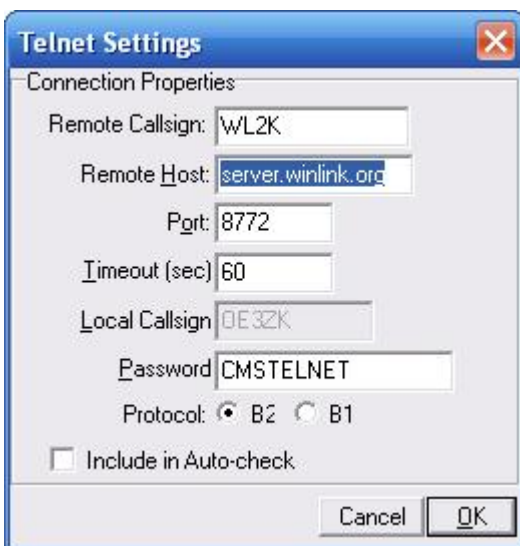 Telnet Settings
Connection Properties
Remote Callsign: WL2K
Remote Host: server.winlink.org
Port: 8772
Timeout (sec) 60
Local Callsign OE3ZK
Password CMSTELNET
Protocol: B2 B1
Include in Auto-check
Cancel OK